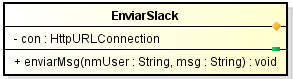 EnviarSlack
- con : HttpURLConnection
+ enviarMsg(nmUser : String, msg : String) : void